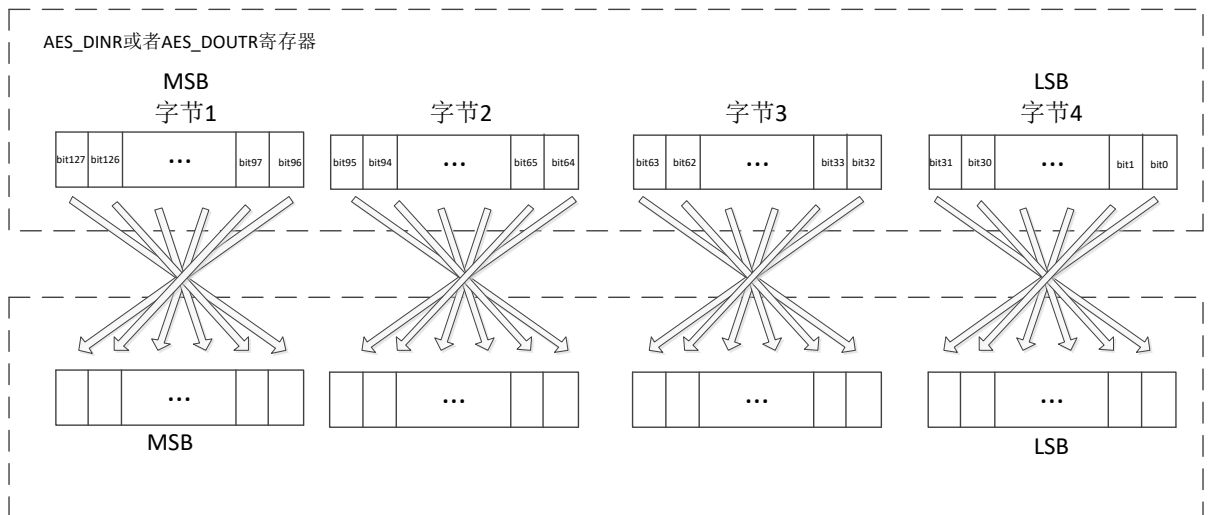 AES_DINR或者AES_DOUTR寄存器
MSB LSB
字节1 字节2 字节3 字节4
bit127 bit126 ... bit97 bit96 bit95 bit94 ... bit65 bit64 bit63 bit62 ... bit33 bit32 bit31 bit30 ... bit1 bit0
... ... ... ...
MSB LSB